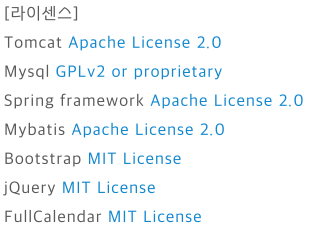 [라이센스]
Tomcat Apache License 2.0
Mysql GPLv2 or proprietary
Spring framework Apache License 2.0
Mybatis Apache License 2.0
Bootstrap MIT License
jQuery MIT License
FullCalendar MIT License